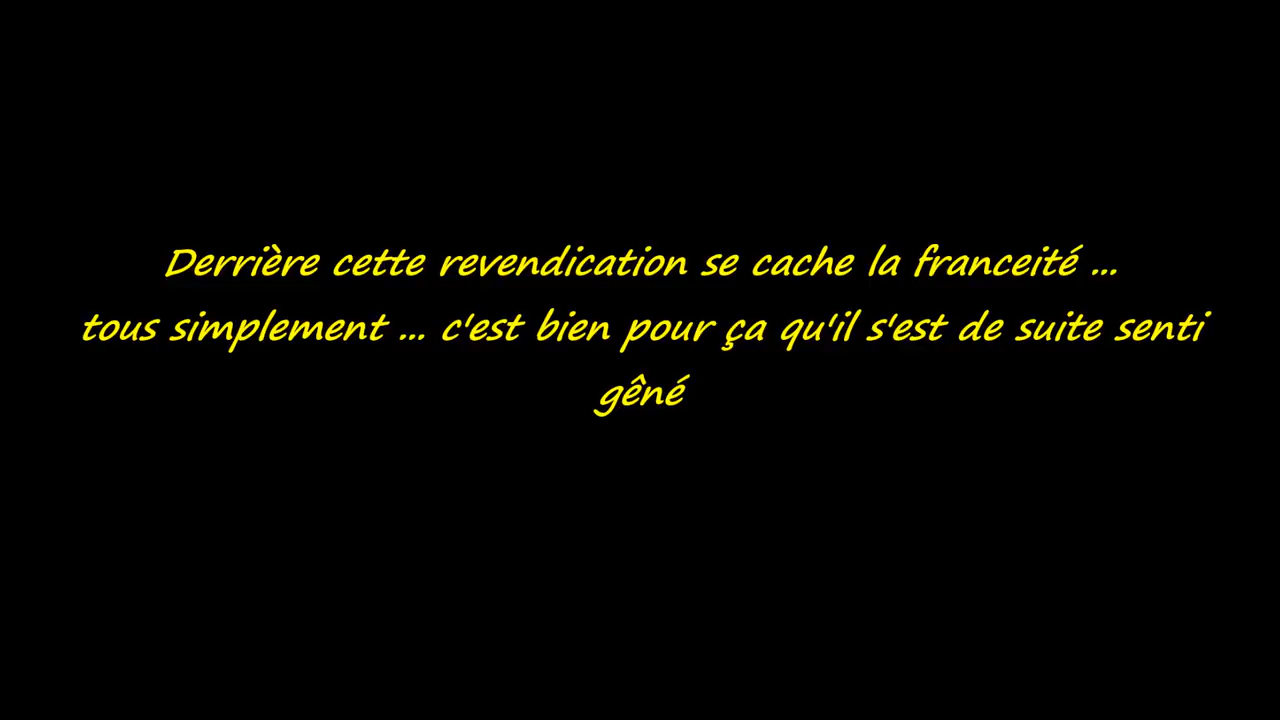 Derrière cette revendication se cache la franceité ...
tous simplement ... c'est bien pour ça qu'il s'est de suite senti
gêné